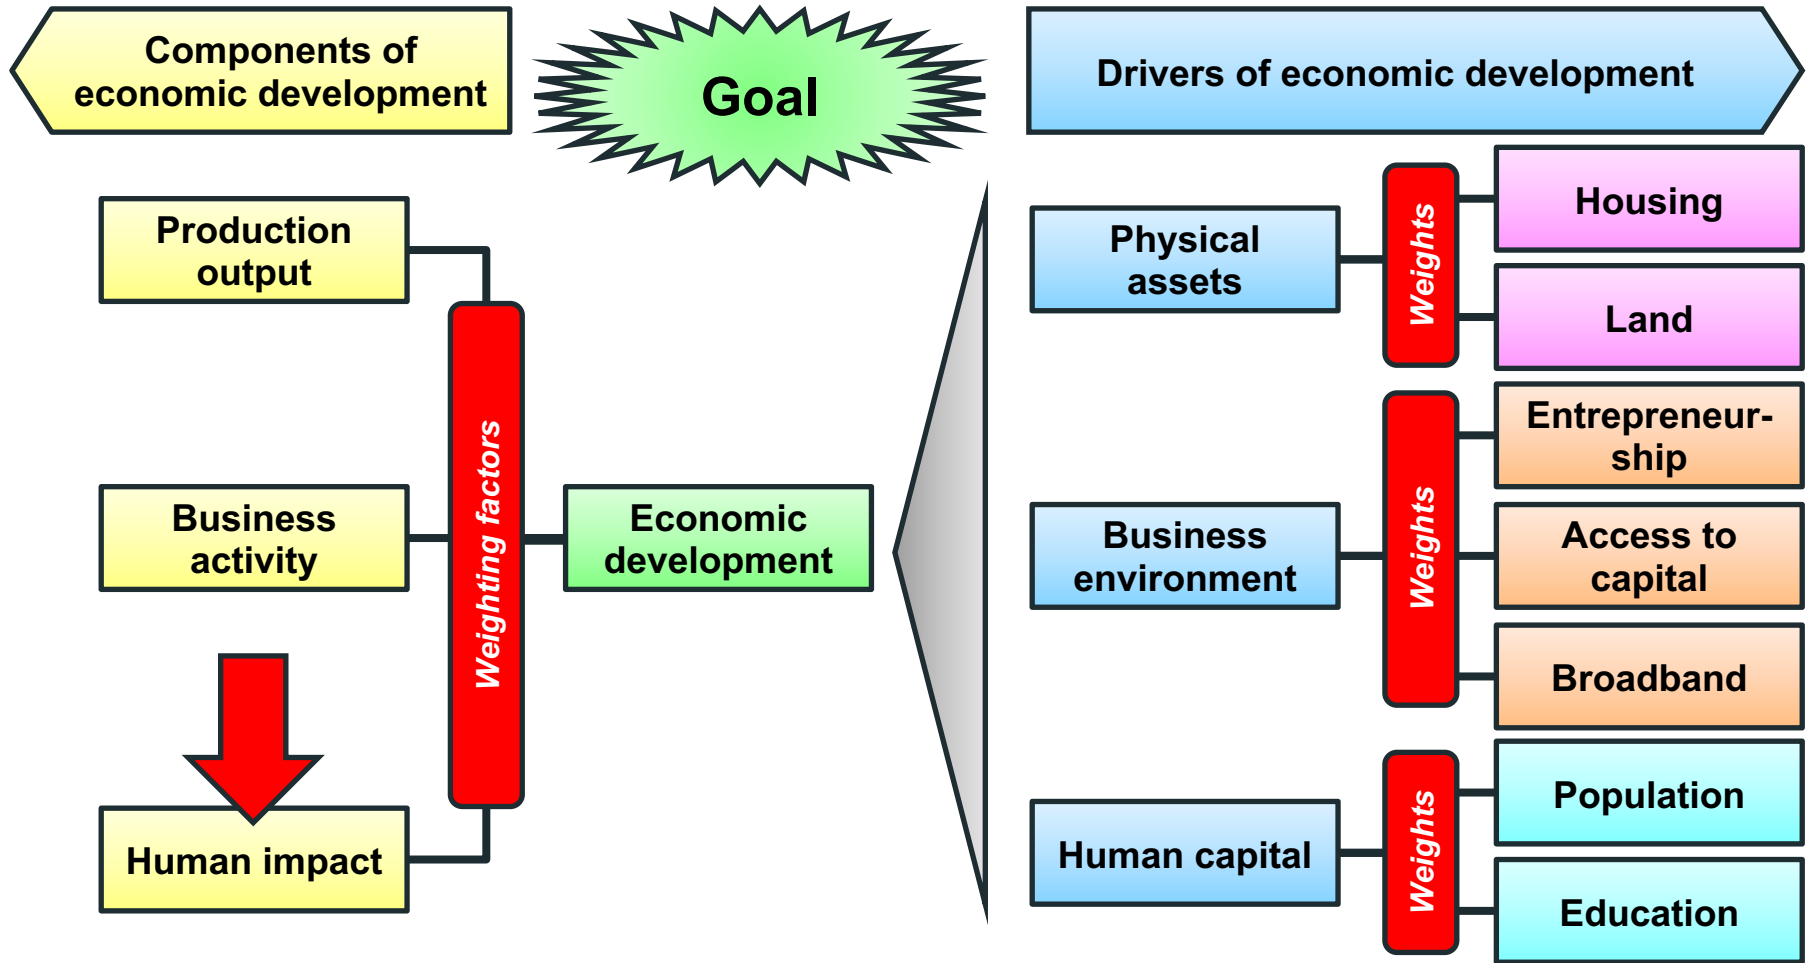 Components of
economic development
Goal
Drivers of economic development
Production
output
Business
activity
Human impact
Weighting factors
Economic
development
Physical
assets
Weights
Housing
Land
Business
environment
Weights
Entrepreneur-
ship
Access to
capital
Broadband
Human capital
Weights
Population
Education